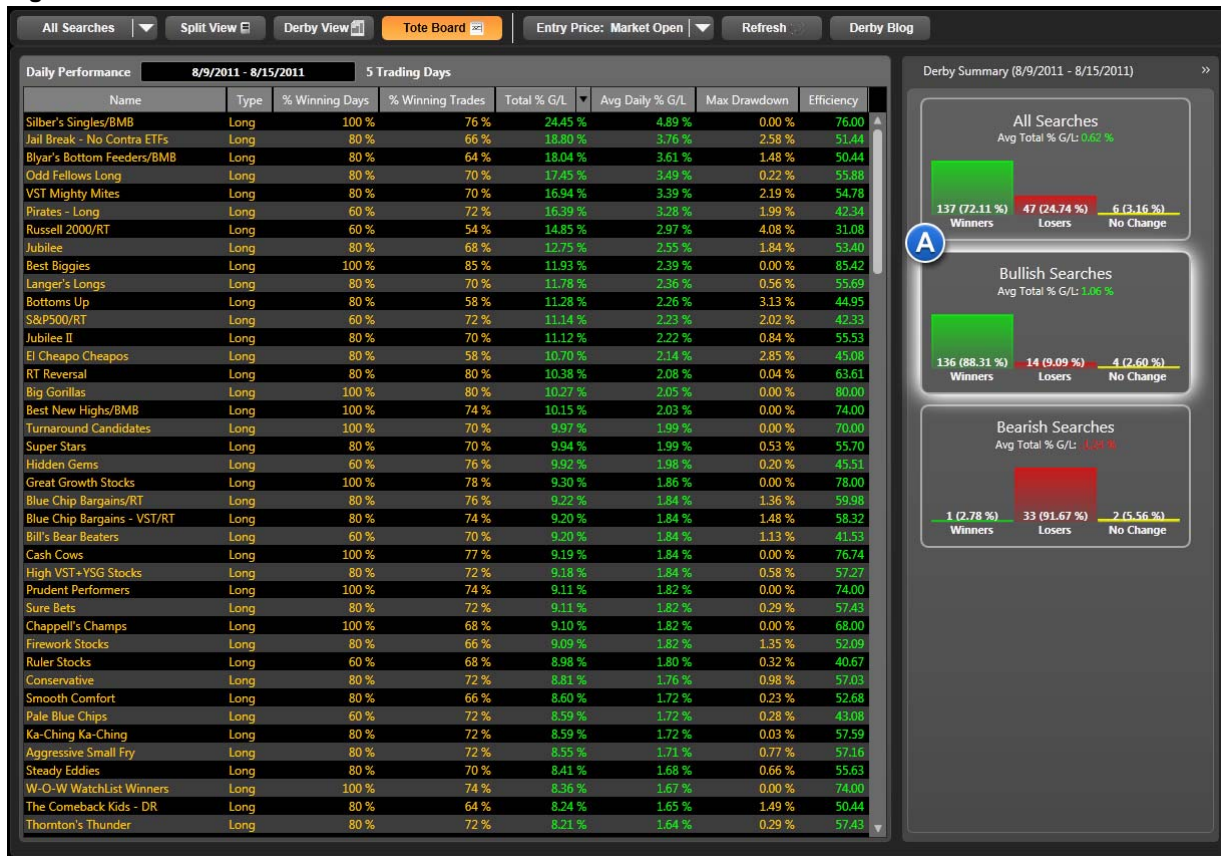 All Searches Split View Derby View Tote Board Entry Price: Market Open Refresh Derby Blog
Daily Performance 8/9/2011 - 8/15/2011 5 Trading Days
Name Type % Winning Days % Winning Trades Total % G/L Avg Daily % G/L Max Drawdown Efficiency
Silber's Singles/BMB Long 100 % 76 % 24.45 % 4.89 % 0.00 % 76.00
Jail Break - No Contra ETFs Long 80 % 66 % 18.80 % 3.76 % 2.58 % 51.44
Blyar's Bottom Feeders/BMB Long 80 % 64 % 18.04 % 3.61 % 1.48 % 50.44
Odd Fellows Long Long 80 % 70 % 17.45 % 3.49 % 0.22 % 55.88
VST Mighty Mites Long 80 % 70 % 16.94 % 3.39 % 2.19 % 54.78
Pirates - Long Long 60 % 72 % 16.39 % 3.28 % 1.99 % 42.34
Russell 2000/RT Long 60 % 54 % 14.85 % 2.97 % 4.08 % 31.08
Jubilee Long 80 % 68 % 12.75 % 2.55 % 1.84 % 53.40
Best Biggies Long 100 % 85 % 11.93 % 2.39 % 0.00 % 85.42
Langer's Longs Long 80 % 70 % 11.78 % 2.36 % 0.56 % 55.69
Bottoms Up Long 80 % 58 % 11.28 % 2.26 % 3.13 % 44.95
S&P500/RT Long 60 % 72 % 11.14 % 2.23 % 2.02 % 42.33
Jubilee II Long 80 % 70 % 11.12 % 2.22 % 0.84 % 55.53
El Cheapo Cheapos Long 80 % 58 % 10.70 % 2.14 % 2.85 % 45.08
RT Reversal Long 80 % 80 % 10.38 % 2.08 % 0.04 % 63.61
Big Gorillas Long 100 % 80 % 10.27 % 2.05 % 0.00 % 80.00
Best New Highs/BMB Long 100 % 74 % 10.15 % 2.03 % 0.00 % 74.00
Turnaround Candidates Long 100 % 70 % 9.97 % 1.99 % 0.00 % 70.00
Super Stars Long 80 % 70 % 9.94 % 1.99 % 0.53 % 55.70
Hidden Gems Long 60 % 76 % 9.92 % 1.98 % 0.20 % 45.51
Great Growth Stocks Long 100 % 78 % 9.30 % 1.86 % 0.00 % 78.00
Blue Chip Bargains/RT Long 80 % 76 % 9.22 % 1.84 % 1.36 % 59.98
Blue Chip Bargains - VST/RT Long 80 % 74 % 9.20 % 1.84 % 1.48 % 58.32
Bill's Bear Beaters Long 60 % 70 % 9.20 % 1.84 % 1.13 % 41.53
Cash Cows Long 100 % 77 % 9.19 % 1.84 % 0.00 % 76.74
High VST+YSG Stocks Long 80 % 72 % 9.18 % 1.84 % 0.58 % 57.27
Prudent Performers Long 100 % 74 % 9.11 % 1.82 % 0.00 % 74.00
Sure Bets Long 80 % 72 % 9.11 % 1.82 % 0.29 % 57.43
Chappell's Champs Long 100 % 68 % 9.10 % 1.82 % 0.00 % 68.00
Firework Stocks Long 80 % 66 % 9.09 % 1.82 % 1.35 % 52.09
Ruler Stocks Long 60 % 68 % 8.98 % 1.80 % 0.32 % 40.67
Conservative Long 80 % 72 % 8.81 % 1.76 % 0.98 % 57.03
Smooth Comfort Long 80 % 66 % 8.60 % 1.72 % 0.23 % 52.68
Pale Blue Chips Long 60 % 72 % 8.59 % 1.72 % 0.28 % 43.08
Ka-Ching Ka-Ching Long 80 % 72 % 8.59 % 1.72 % 0.03 % 57.59
Aggressive Small Fry Long 80 % 72 % 8.55 % 1.71 % 0.77 % 57.16
Steady Eddies Long 80 % 70 % 8.41 % 1.68 % 0.66 % 55.63
W-O-W WatchList Winners Long 100 % 74 % 8.36 % 1.67 % 0.00 % 74.00
The Comeback Kids - DR Long 80 % 64 % 8.24 % 1.65 % 1.49 % 50.44
Thornton's Thunder Long 80 % 72 % 8.21 % 1.64 % 0.29 % 57.43
Derby Summary (8/9/2011 - 8/15/2011) »
All Searches
Avg Total % G/L: 0.62 %
137 (72.11 %) 47 (24.74 %) 6 (3.16 %)
Winners Losers No Change
A
Bullish Searches
Avg Total % G/L: 1.06 %
136 (88.31 %) 14 (9.09 %) 4 (2.60 %)
Winners Losers No Change
Bearish Searches
Avg Total % G/L:
1 (2.78 %) 33 (91.67 %) 2 (5.56 %)
Winners Losers No Change